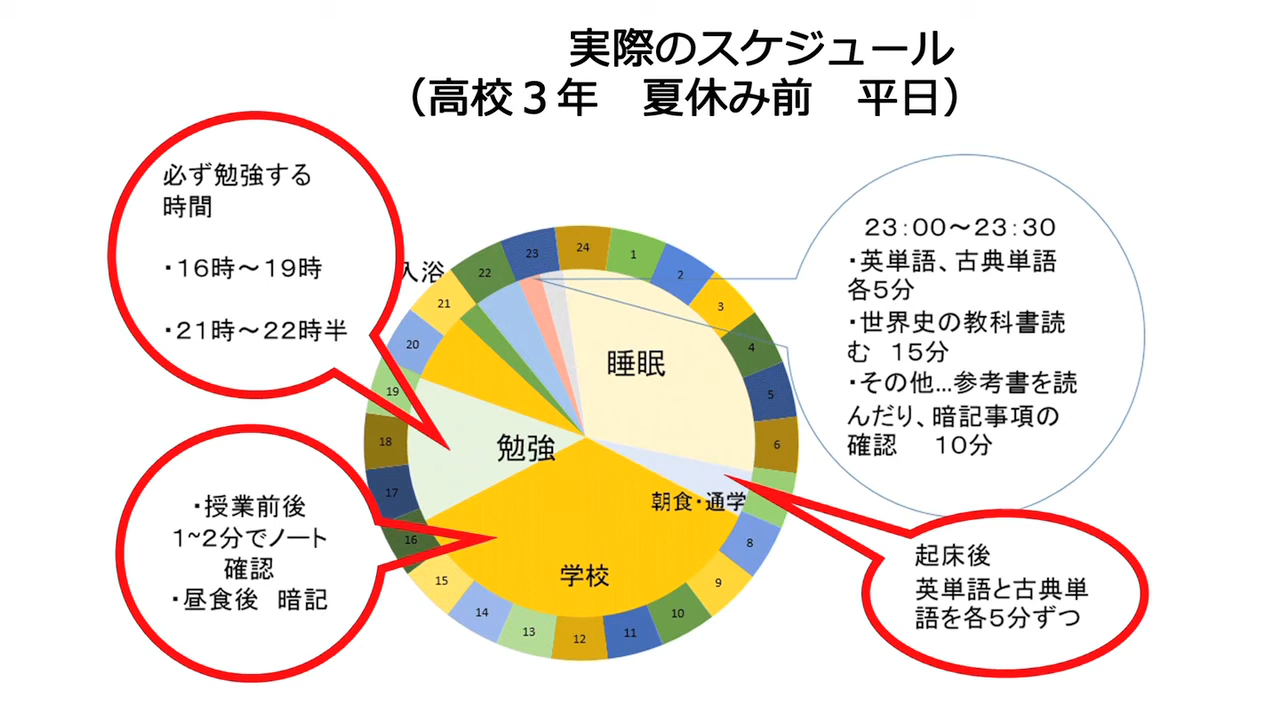 実際のスケジュール
（高校３年　夏休み前　平日）
必ず勉強する
時間
・16時～19時
・21時～22時半
入浴
23：00～23：30
・英単語、古典単語
各5分
・世界史の教科書読
む　15分
・その他…参考書を読
んだり、暗記事項の
確認　10分
24
1
2
3
4
5
6
8
9
10
11
12
13
14
15
16
17
18
19
20
21
22
23
睡眠
勉強
朝食・通学
学校
・授業前後
1~2分でノート
確認
・昼食後　暗記
起床後
英単語と古典単
語を各5分ずつ